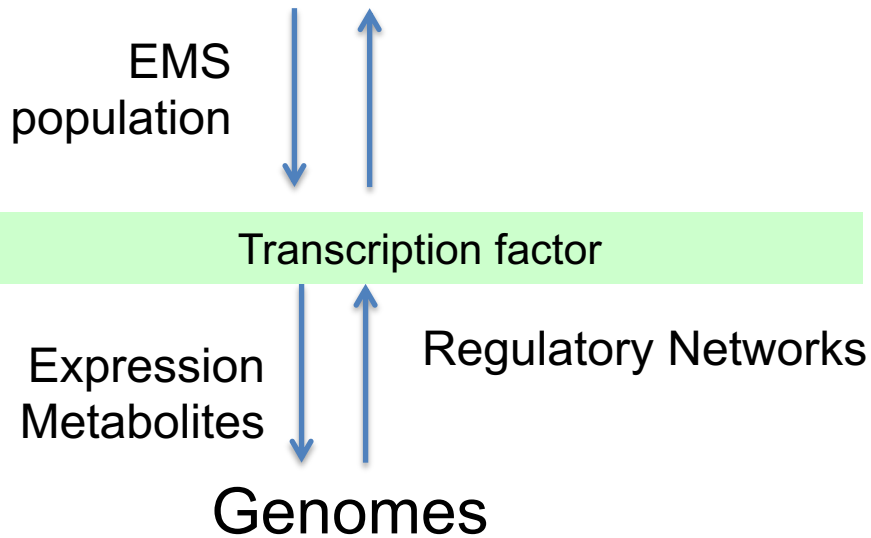 EMS
population
Transcription factor
Regulatory Networks
Expression
Metabolites
Genomes